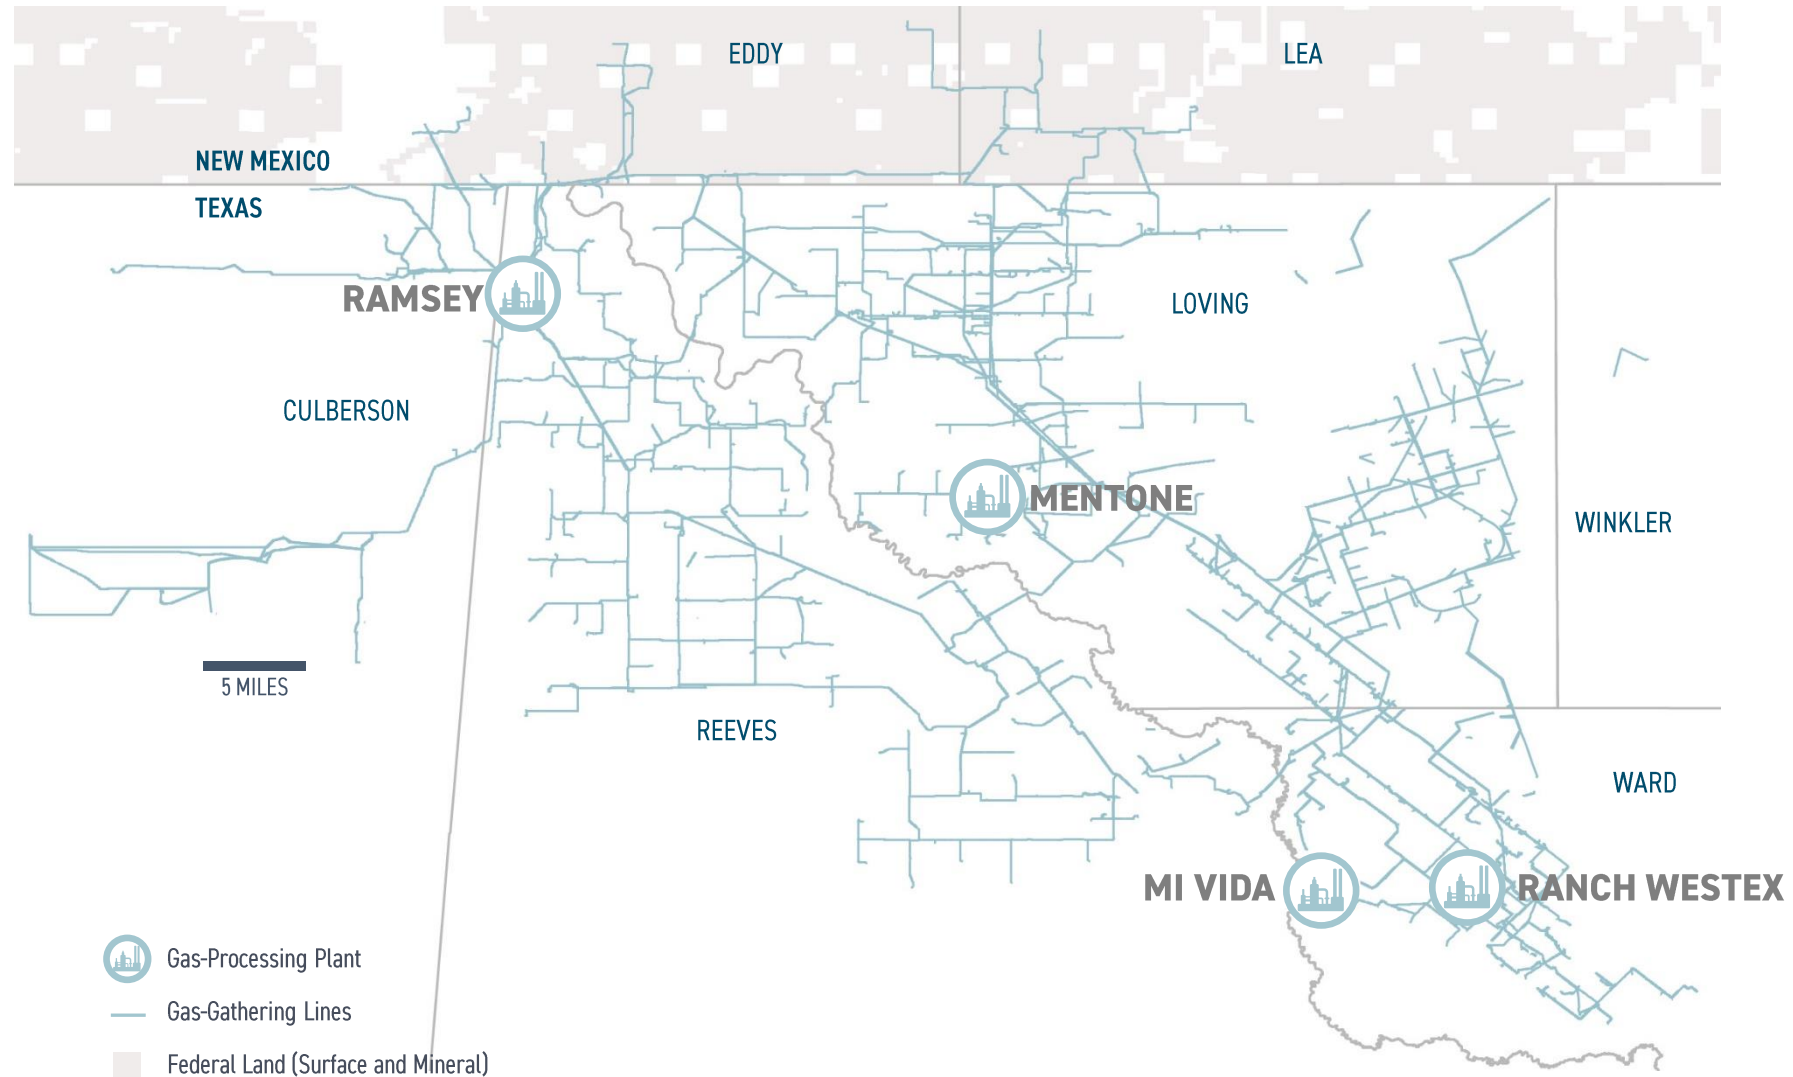 EDDY
LEA
NEW MEXICO
TEXAS
RAMSEY
LOVING
CULBERSON
MENTONE
WINKLER
5 MILES
REEVES
WARD
MI VIDA
RANCH WESTEX
Gas-Processing Plant
Gas-Gathering Lines
Federal Land (Surface and Mineral)